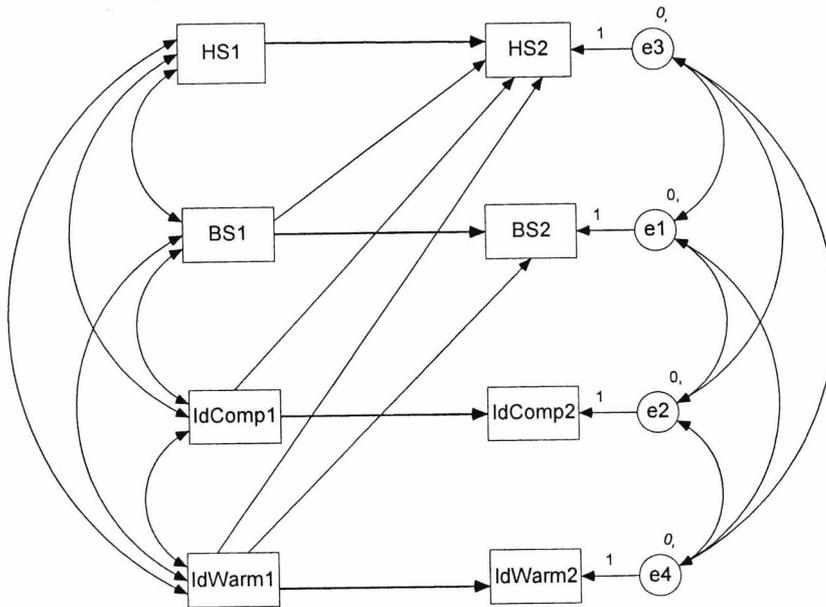 0,
HS1 HS2 1 e3
0,
BS1 BS2 1 e1
0,
IdComp1 IdComp2 1 e2
0,
IdWarm1 IdWarm2 1 e4